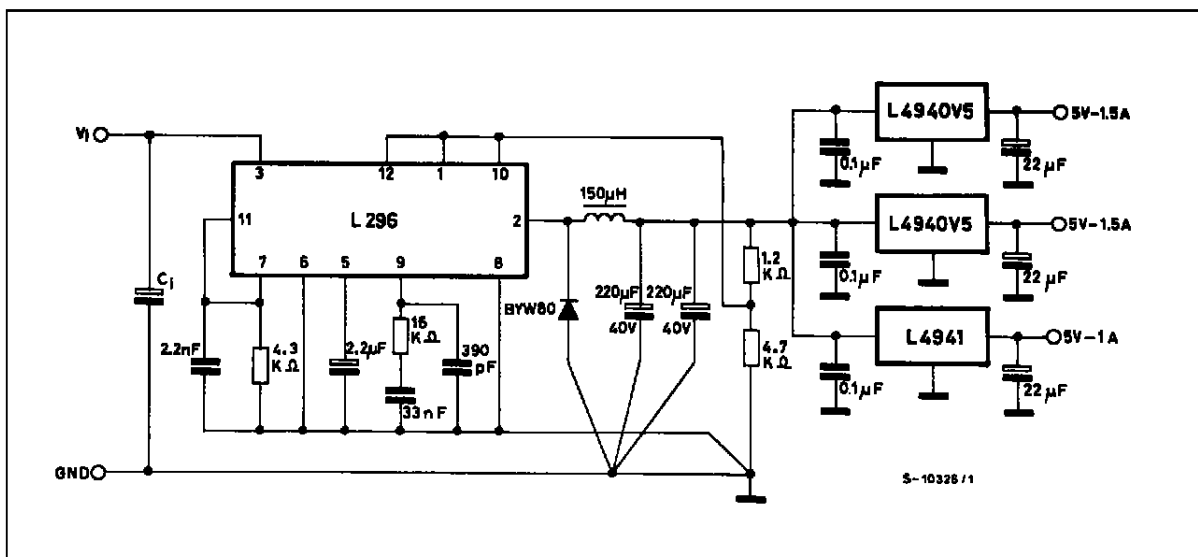 Vi
GND
Ci
3
12
1
10
11
L296
2
7
6
5
9
8
2.2nF
4.3
KΩ
2.2µF
15
KΩ
390
pF
33nF
150µH
BYW80
220µF
40V
220µF
40V
1.2
KΩ
4.7
KΩ
0.1µF
L4940V5
22µF
5V-1.5A
0.1µF
L4940V5
22µF
5V-1.5A
0.1µF
L4941
22µF
5V-1A
S-10326/1